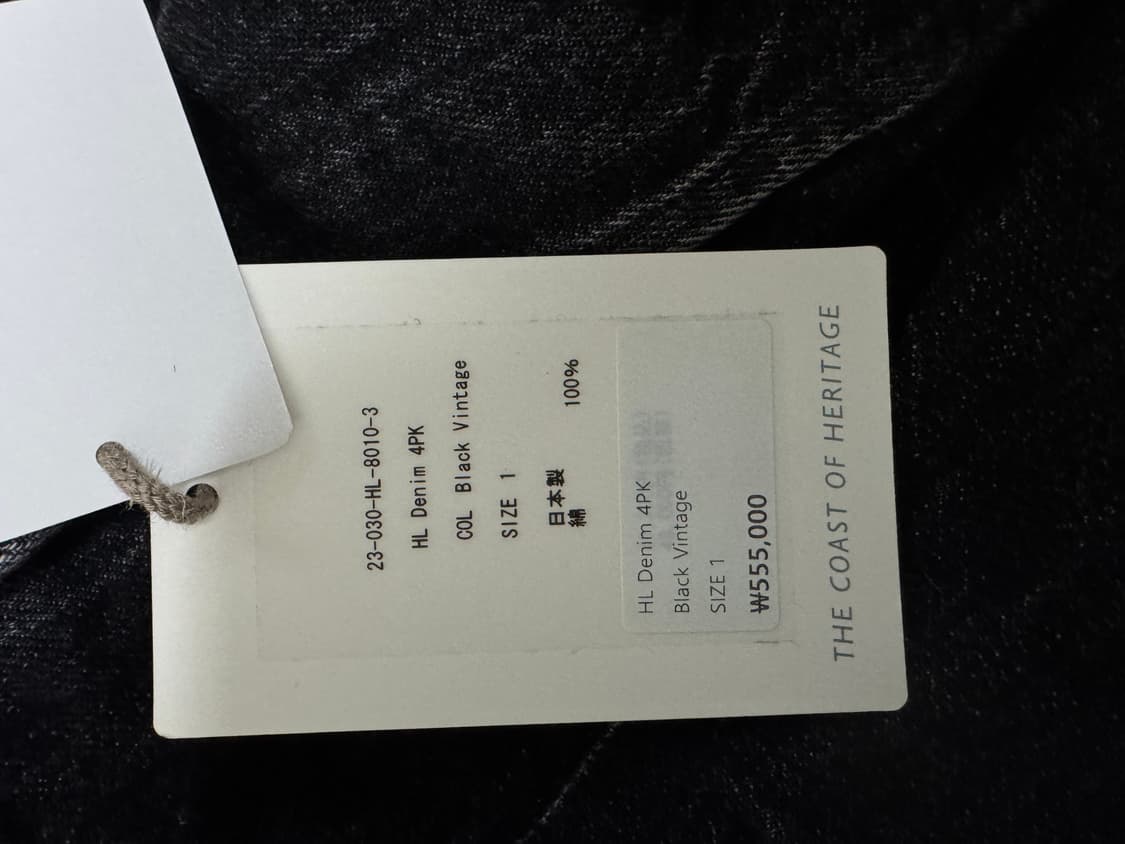 23-030-HL-8010-3
HL Denim 4PK
COL Black Vintage
SIZE 1
日本製
綿 100%
HL Denim 4PK
Black Vintage
SIZE 1
₩555,000
THE COAST OF HERITAGE